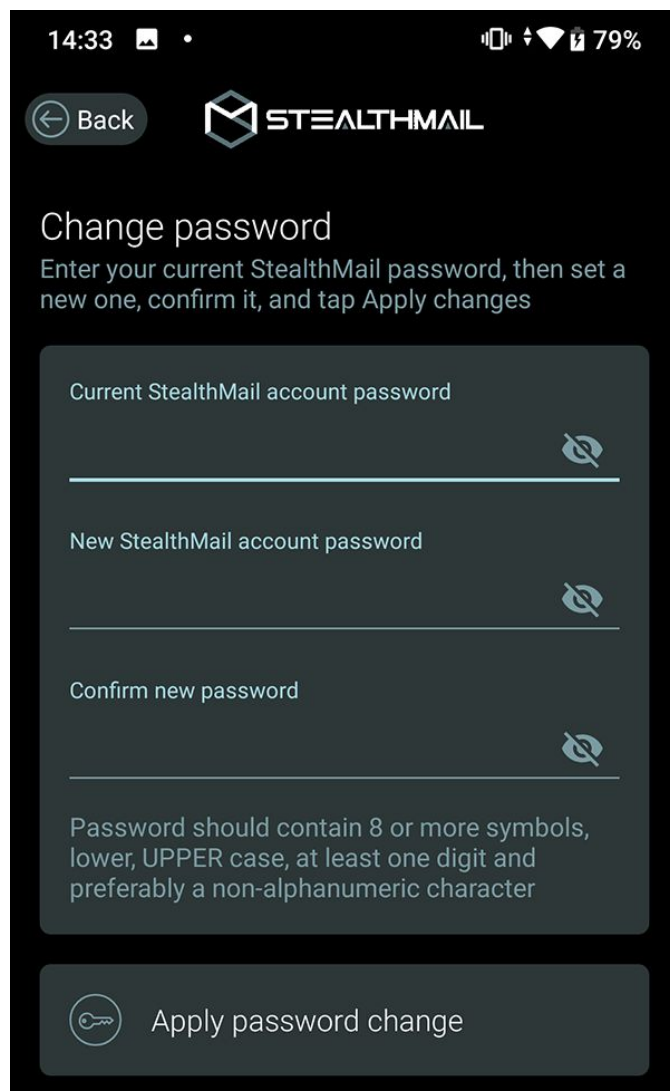 14:33
79%
Back
STEALTHMAIL
Change password
Enter your current StealthMail password, then set a
new one, confirm it, and tap Apply changes
Current StealthMail account password
New StealthMail account password
Confirm new password
Password should contain 8 or more symbols,
lower, UPPER case, at least one digit and
preferably a non-alphanumeric character
Apply password change